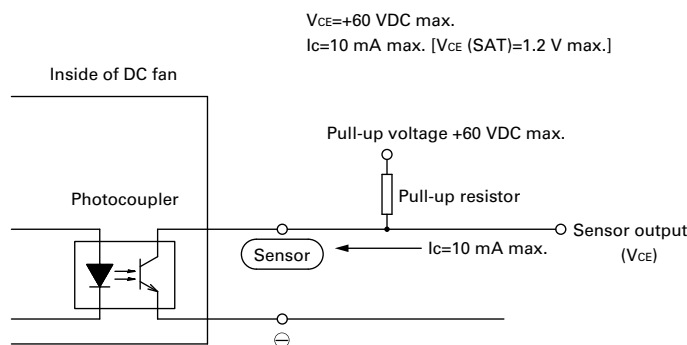 VCE=+60 VDC max.
Ic=10 mA max. [VCE (SAT)=1.2 V max.]
Inside of DC fan
Pull-up voltage +60 VDC max.
Photocoupler
Pull-up resistor
Sensor
Ic=10 mA max.
Sensor output
(VCE)
⊖